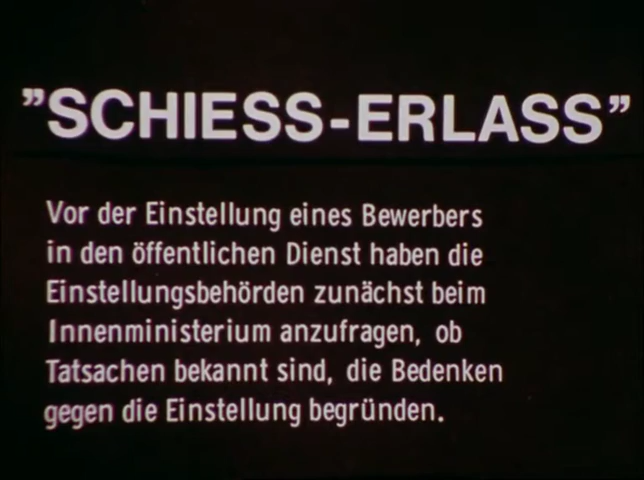 ”SCHIESS-ERLASS”
Vor der Einstellung eines Bewerbers
in den öffentlichen Dienst haben die
Einstellungsbehörden zunächst beim
Innenministerium anzufragen, ob
Tatsachen bekannt sind, die Bedenken
gegen die Einstellung begründen.